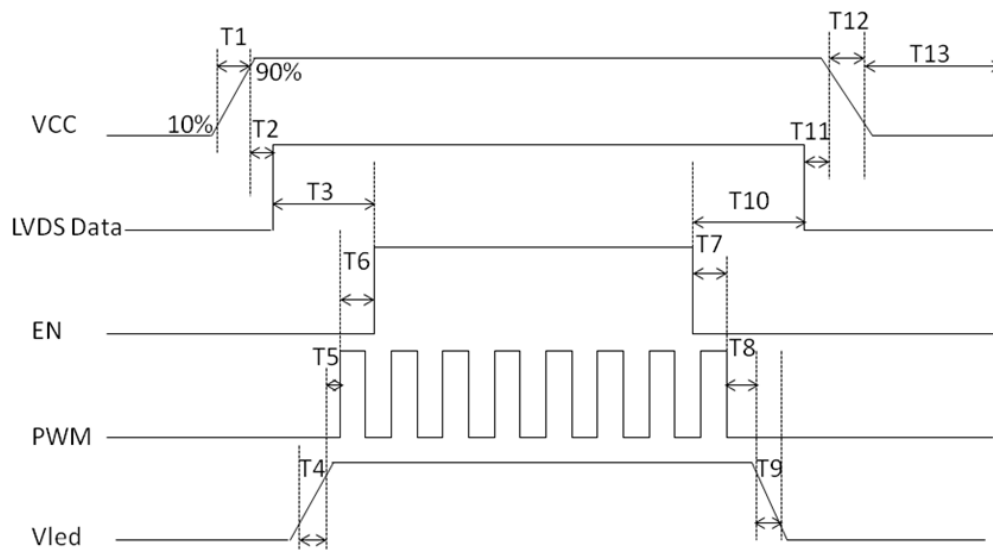 T1
T12
T13
90%
VCC
10%
T2
T11
T3
T10
LVDS Data
T6
T7
EN
T5
T8
PWM
T4
T9
Vled